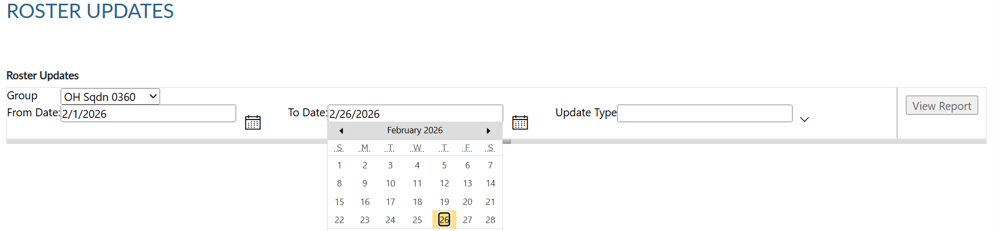 ROSTER UPDATES
Roster Updates
Group OH Sqdn 0360
From Date: 2/1/2026 To Date: 2/26/2026 Update Type
View Report
February 2026
S M T W T F S
1 2 3 4 5 6 7
8 9 10 11 12 13 14
15 16 17 18 19 20 21
22 23 24 25 26 27 28